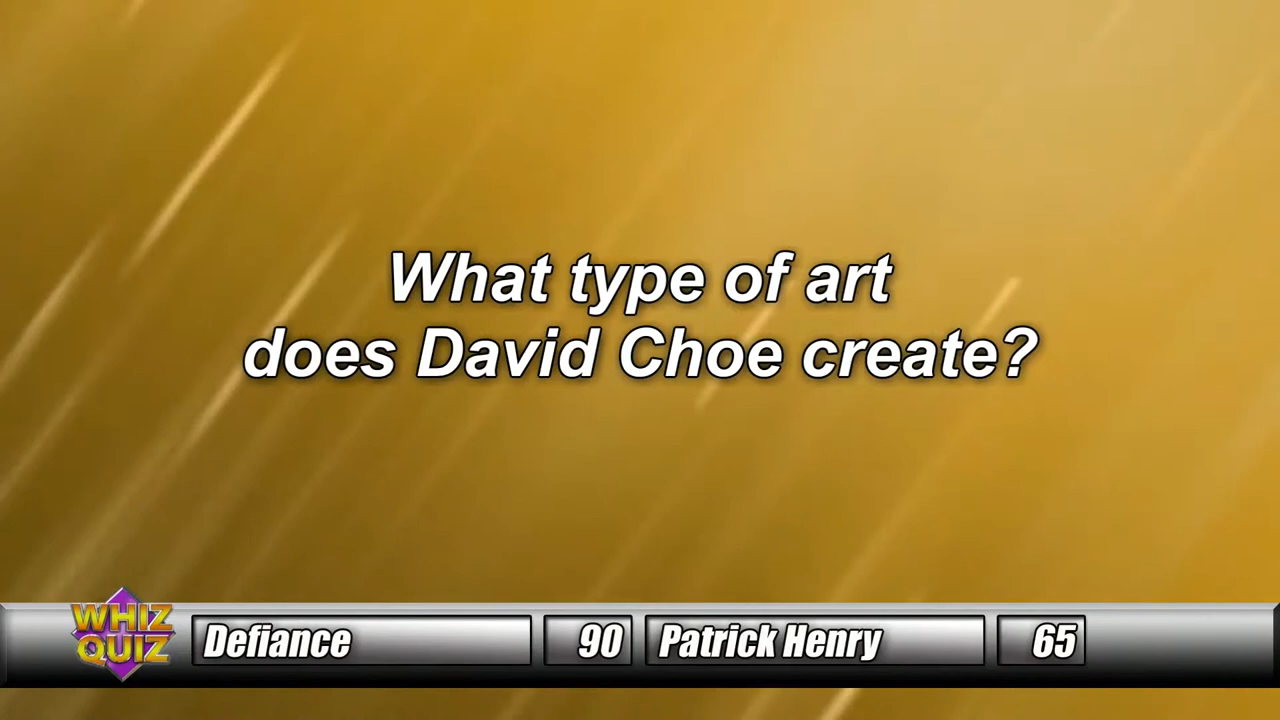 What type of art
does David Choe create?
WHIZ
QUIZ
Defiance
90
Patrick Henry
65